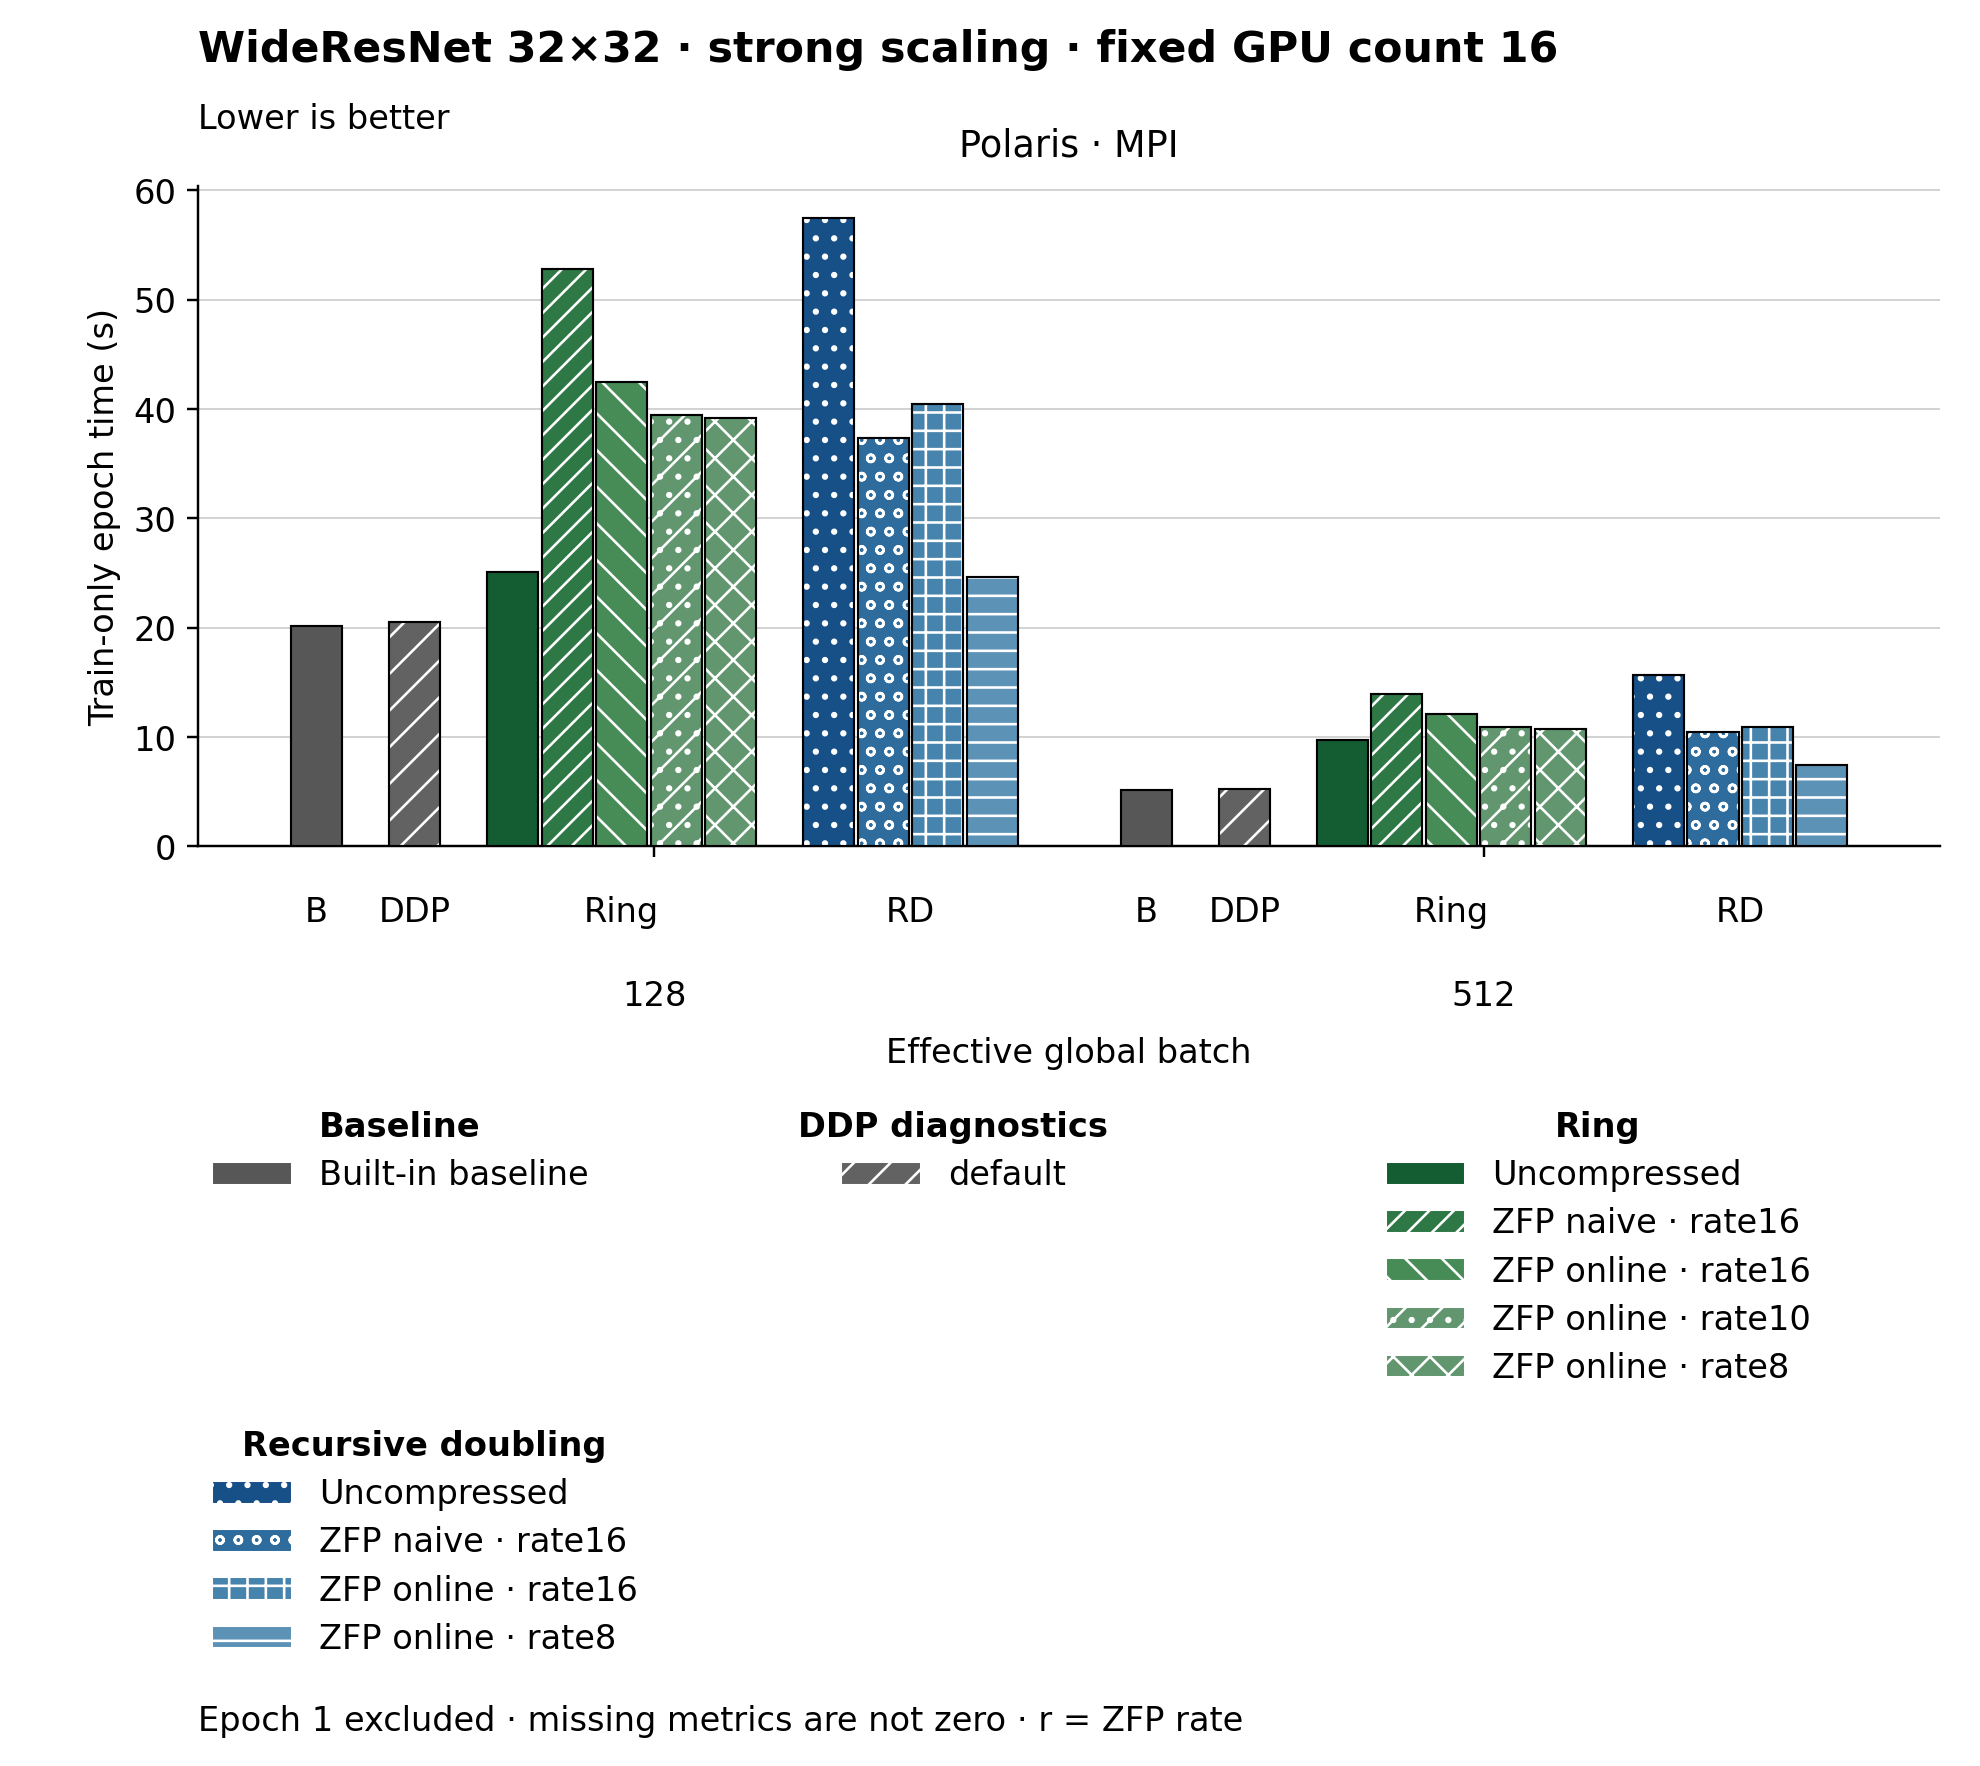 WideResNet 32×32 · strong scaling · fixed GPU count 16
Lower is better
Polaris · MPI
Train-only epoch time (s)
60
50
40
30
20
10
0
B DDP Ring RD B DDP Ring RD
128 512
Effective global batch
Baseline
Built-in baseline
DDP diagnostics
default
Ring
Uncompressed
ZFP naive · rate16
ZFP online · rate16
ZFP online · rate10
ZFP online · rate8
Recursive doubling
Uncompressed
ZFP naive · rate16
ZFP online · rate16
ZFP online · rate8
Epoch 1 excluded · missing metrics are not zero · r = ZFP rate